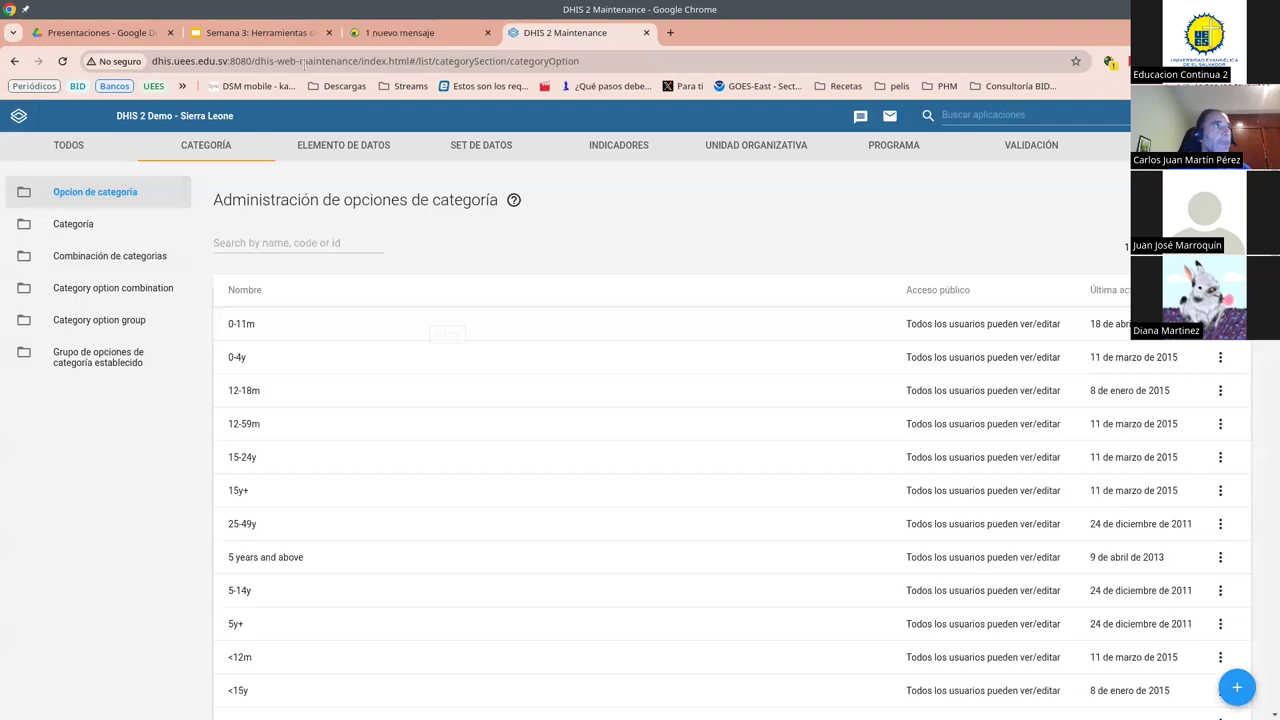 DHIS 2 Maintenance - Google Chrome
Presentaciones - Google D
Semana 3: Herramientas d
1 nuevo mensaje
DHIS 2 Maintenance
No seguro
dhis.uees.edu.sv:8080/dhis-web-maintenance/index.html#/list/categorySection/categoryOption
Periódicos
BID
Bancos
UEES
DSM mobile - ka...
Descargas
Streams
Estos son los req...
¿Qué pasos debe...
Para ti
GOES-East - Sect...
Recetas
pelis
PHM
Consultoría BID...
DHIS 2 Demo - Sierra Leone
Buscar aplicaciones
TODOS
CATEGORÍA
ELEMENTO DE DATOS
SET DE DATOS
INDICADORES
UNIDAD ORGANIZATIVA
PROGRAMA
VALIDACIÓN
Opcion de categoria
Categoría
Combinación de categorias
Category option combination
Category option group
Grupo de opciones de
categoría establecido
Administración de opciones de categoría
Search by name, code or id
1
Nombre Acceso público Última ac
0-11m Todos los usuarios pueden ver/editar 18 de abri
0-11m
0-4y Todos los usuarios pueden ver/editar 11 de marzo de 2015
12-18m Todos los usuarios pueden ver/editar 8 de enero de 2015
12-59m Todos los usuarios pueden ver/editar 11 de marzo de 2015
15-24y Todos los usuarios pueden ver/editar 11 de marzo de 2015
15y+ Todos los usuarios pueden ver/editar 11 de marzo de 2015
25-49y Todos los usuarios pueden ver/editar 24 de diciembre de 2011
5 years and above Todos los usuarios pueden ver/editar 9 de abril de 2013
5-14y Todos los usuarios pueden ver/editar 24 de diciembre de 2011
5y+ Todos los usuarios pueden ver/editar 24 de diciembre de 2011
<12m Todos los usuarios pueden ver/editar 11 de marzo de 2015
<15y Todos los usuarios pueden ver/editar 8 de enero de 2015
UEES
UNIVERSIDAD EVANGÉLICA
DE EL SALVADOR
Educacion Continua 2
Carlos Juan Martín Pérez
Juan José Marroquín
Diana Martinez